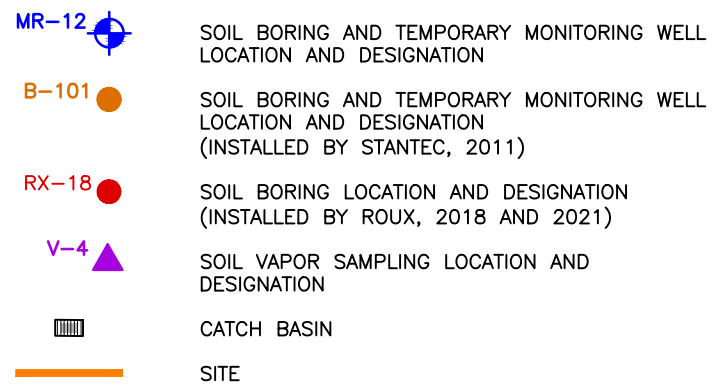 MR-12 SOIL BORING AND TEMPORARY MONITORING WELL
LOCATION AND DESIGNATION
B-101 SOIL BORING AND TEMPORARY MONITORING WELL
LOCATION AND DESIGNATION
(INSTALLED BY STANTEC, 2011)
RX-18 SOIL BORING LOCATION AND DESIGNATION
(INSTALLED BY ROUX, 2018 AND 2021)
V-4 SOIL VAPOR SAMPLING LOCATION AND
DESIGNATION
CATCH BASIN
SITE